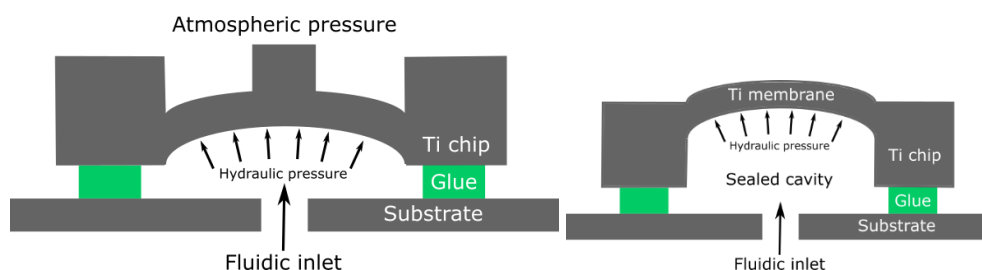 Atmospheric pressure
Hydraulic pressure
Ti chip
Glue
Substrate
Fluidic inlet
Ti membrane
Hydraulic pressure
Ti chip
Sealed cavity
Glue
Substrate
Fluidic inlet